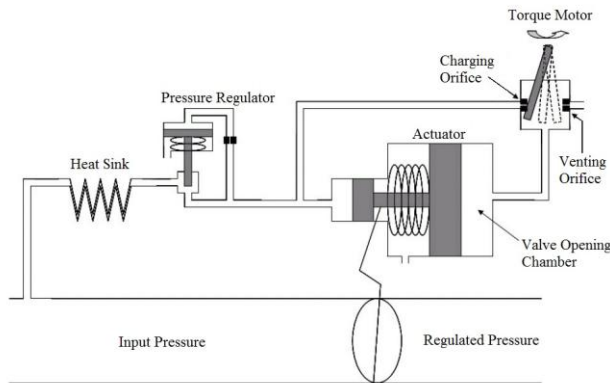 Torque Motor
Charging
Orifice
Pressure Regulator
Actuator
Heat Sink
Venting
Orifice
Valve Opening
Chamber
Input Pressure
Regulated Pressure